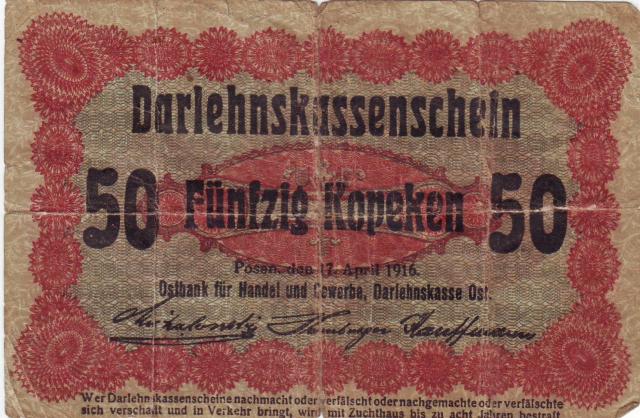 Darlehnskassenschein
50 Fünfzig Kopeken 50
Posen, den 17. April 1916.
Ostbank für Handel und Gewerbe, Darlehnskasse Ost.
Hamburger Kauffmann
Wer Darlehnskassenscheine nachmacht oder verfälscht oder nachgemachte oder verfälschte
sich verschafft und in Verkehr bringt, wird mit Zuchthaus bis zu acht Jahren bestraft